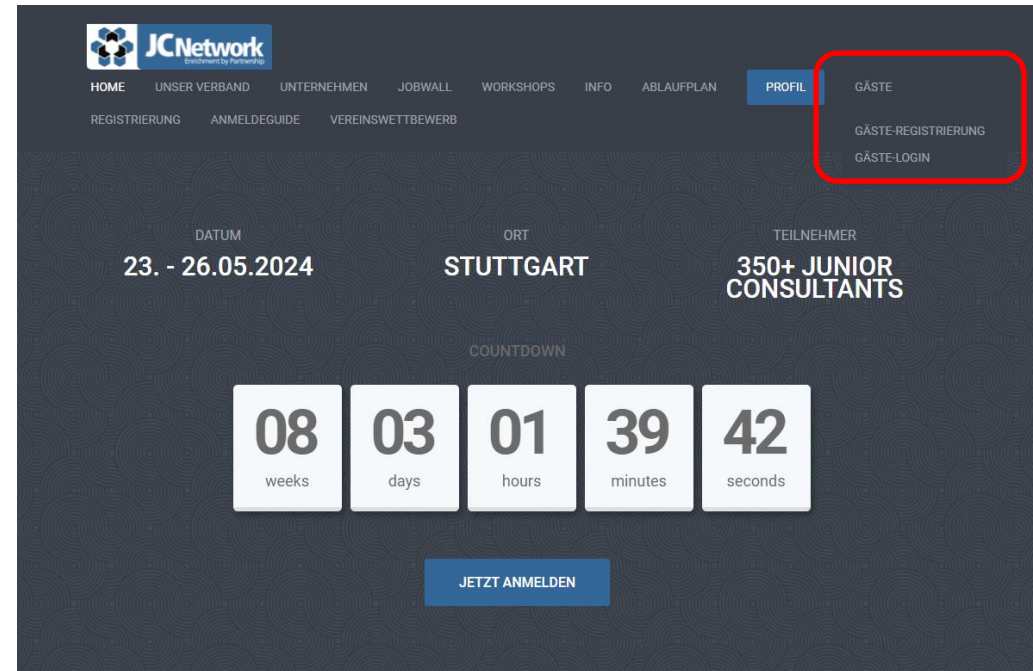 JCNetwork
Enrichment by Partnership
HOME UNSER VERBAND UNTERNEHMEN JOBWALL WORKSHOPS INFO ABLAUFPLAN PROFIL GÄSTE
REGISTRIERUNG ANMELDEGUIDE VEREINSWETTBEWERB
GÄSTE-REGISTRIERUNG
GÄSTE-LOGIN
DATUM ORT TEILNEHMER
23. - 26.05.2024 STUTTGART 350+ JUNIOR
CONSULTANTS
COUNTDOWN
08 03 01 39 42
weeks days hours minutes seconds
JETZT ANMELDEN